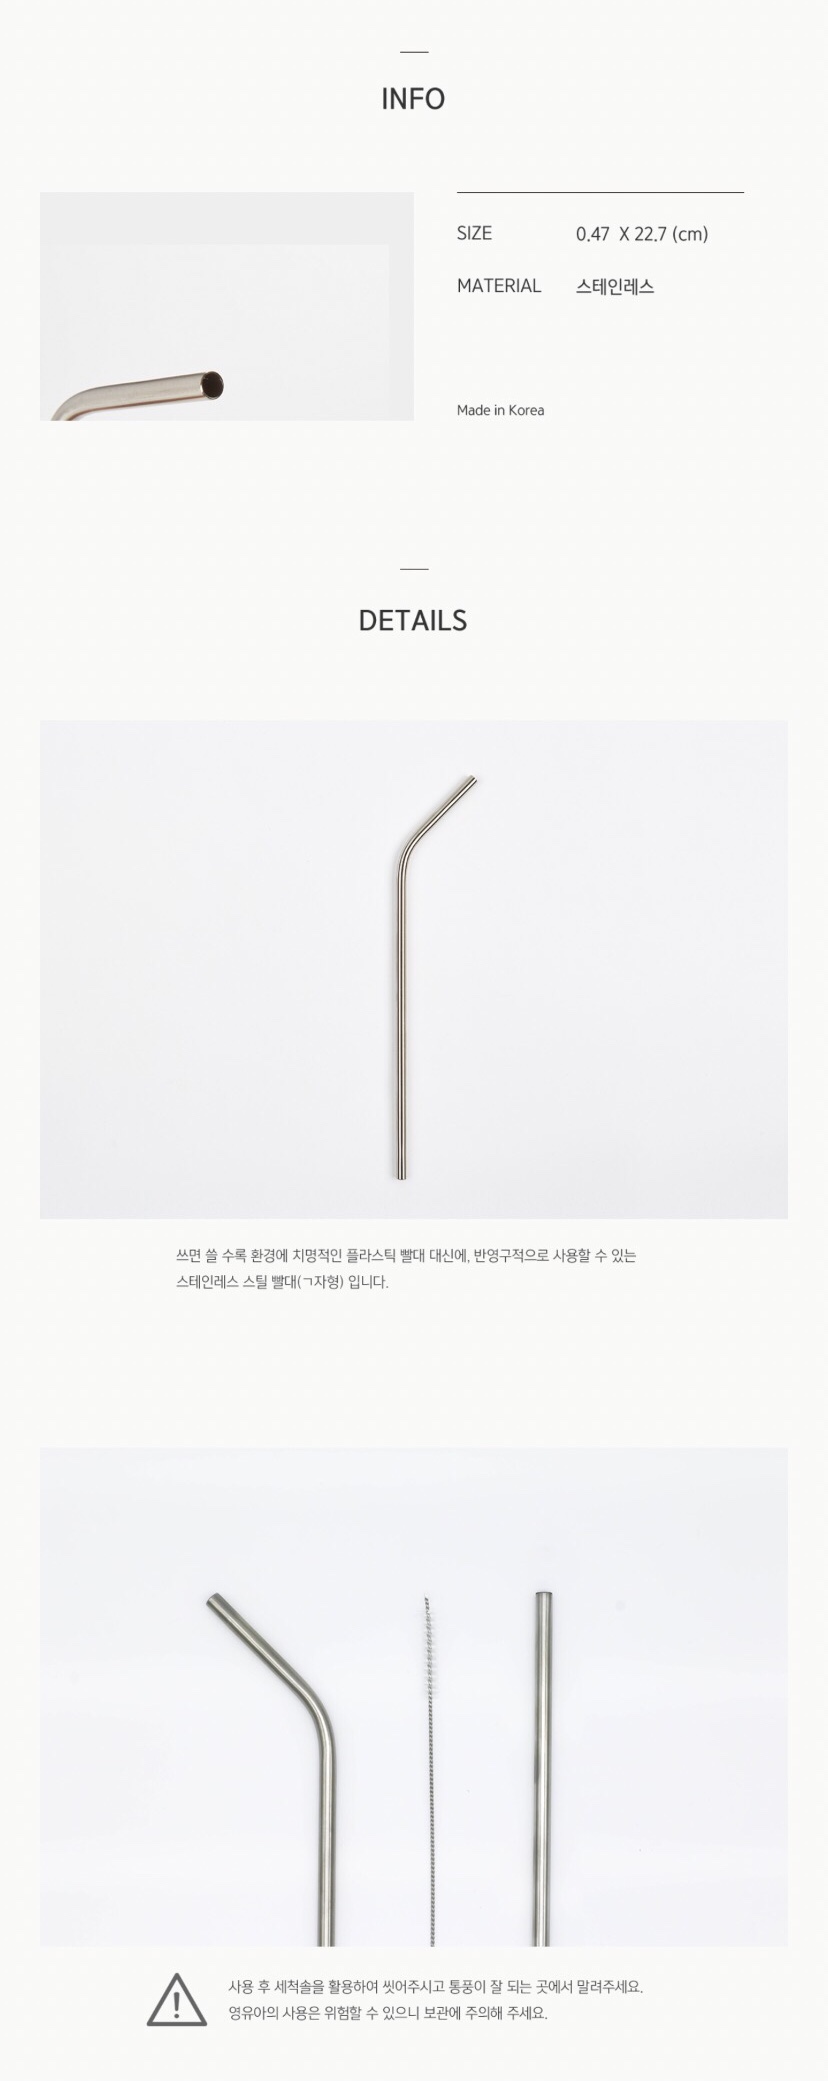 INFO
SIZE 0.47 X 22.7 (cm)
MATERIAL 스테인레스
Made in Korea
DETAILS
쓰면 쓸 수록 환경에 치명적인 플라스틱 빨대 대신에, 반영구적으로 사용할 수 있는
스테인레스 스틸 빨대(ㄱ자형) 입니다.
사용 후 세척솔을 활용하여 씻어주시고 통풍이 잘 되는 곳에서 말려주세요.
영유아의 사용은 위험할 수 있으니 보관에 주의해 주세요.